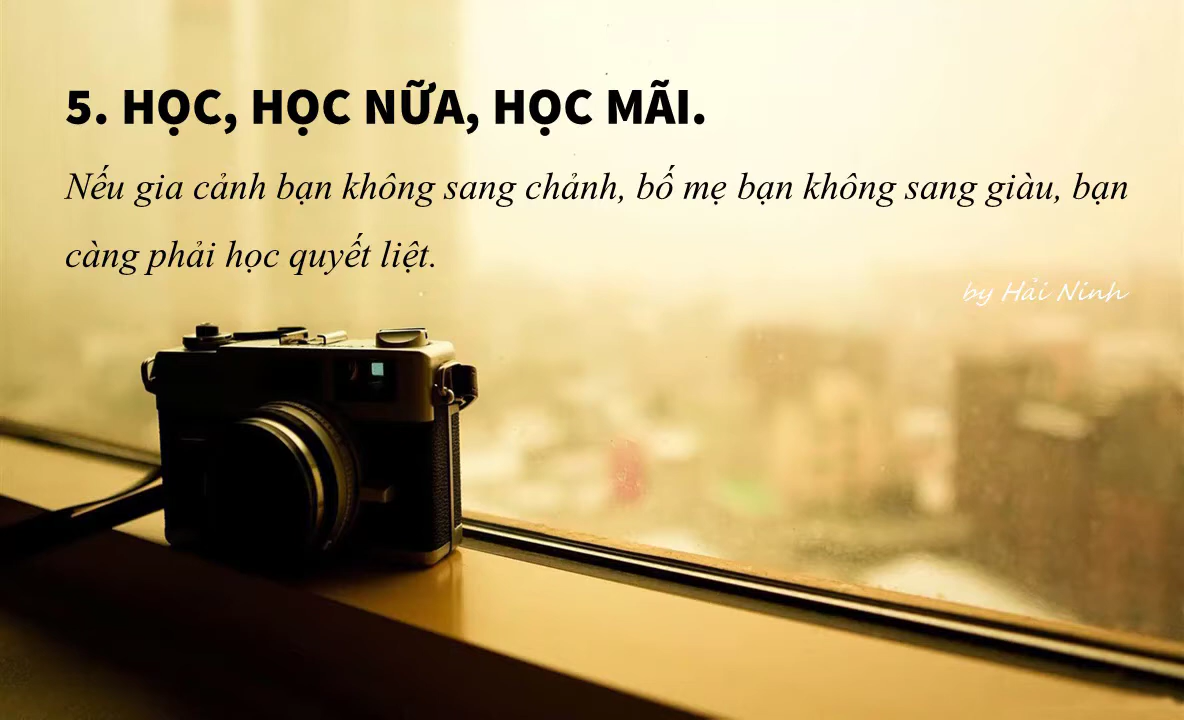 5. HỌC, HỌC NỮA, HỌC MÃI.
Nếu gia cảnh bạn không sang chảnh, bố mẹ bạn không sang giàu, bạn
càng phải học quyết liệt.
by Hải Ninh